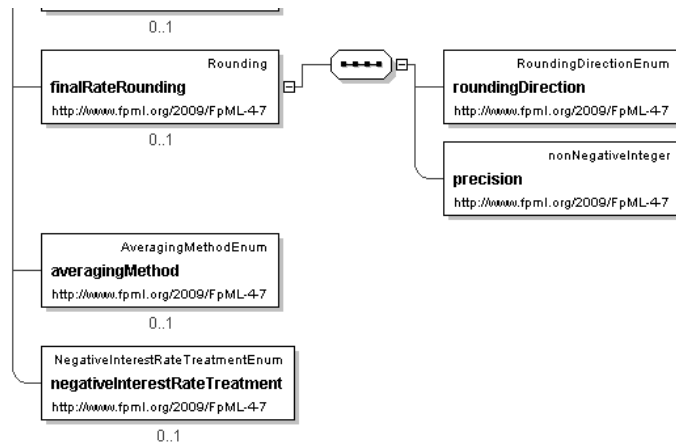 0..1
Rounding
finalRateRounding
http://www.fpml.org/2009/FpML-4-7
0..1
RoundingDirectionEnum
roundingDirection
http://www.fpml.org/2009/FpML-4-7
nonNegativeInteger
precision
http://www.fpml.org/2009/FpML-4-7
AveragingMethodEnum
averagingMethod
http://www.fpml.org/2009/FpML-4-7
0..1
NegativeInterestRateTreatmentEnum
negativeInterestRateTreatment
http://www.fpml.org/2009/FpML-4-7
0..1